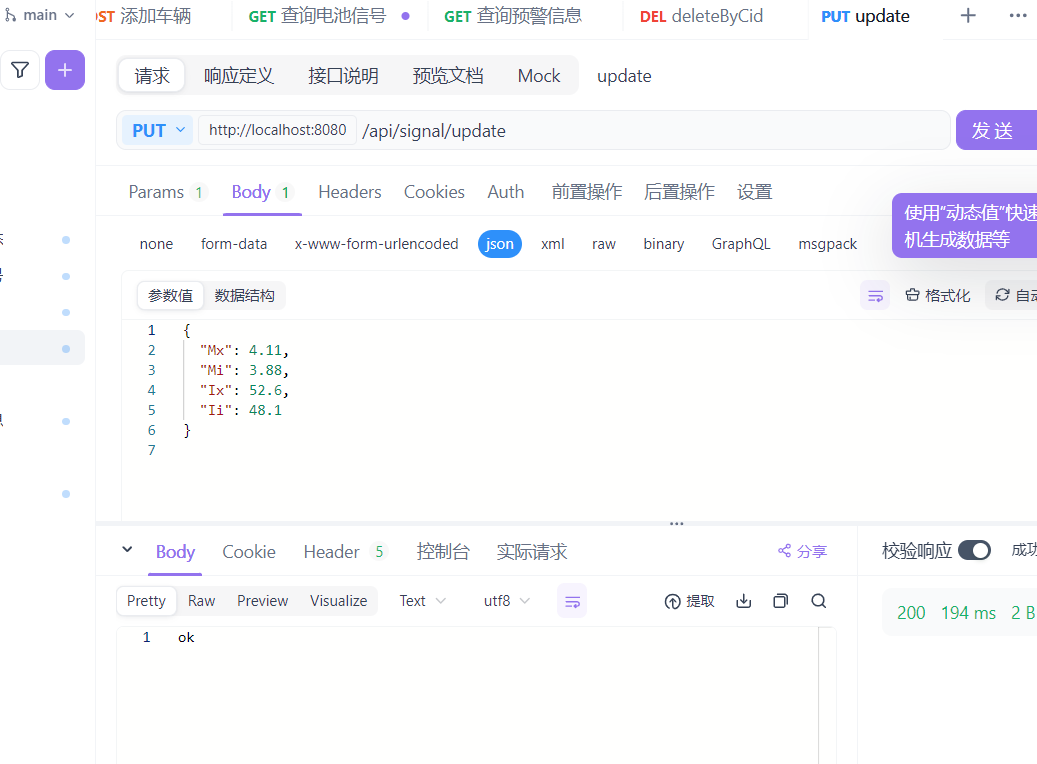 main
添加车辆
GET 查询电池信号
GET 查询预警信息
DEL deleteByCid
PUT update
请求 响应定义 接口说明 预览文档 Mock update
PUT http://localhost:8080 /api/signal/update
发送
Params 1 Body 1 Headers Cookies Auth 前置操作 后置操作 设置
使用“动态值”快速
机生成数据等
none form-data x-www-form-urlencoded json xml raw binary GraphQL msgpack
参数值 数据结构
格式化
自动
1 {
2 "Mx": 4.11,
3 "Mi": 3.88,
4 "Ix": 52.6,
5 "Ii": 48.1
6 }
7
Body Cookie Header 5 控制台 实际请求
分享
校验响应
成功
Pretty Raw Preview Visualize Text utf8
提取
200 194 ms 2 B
1 ok